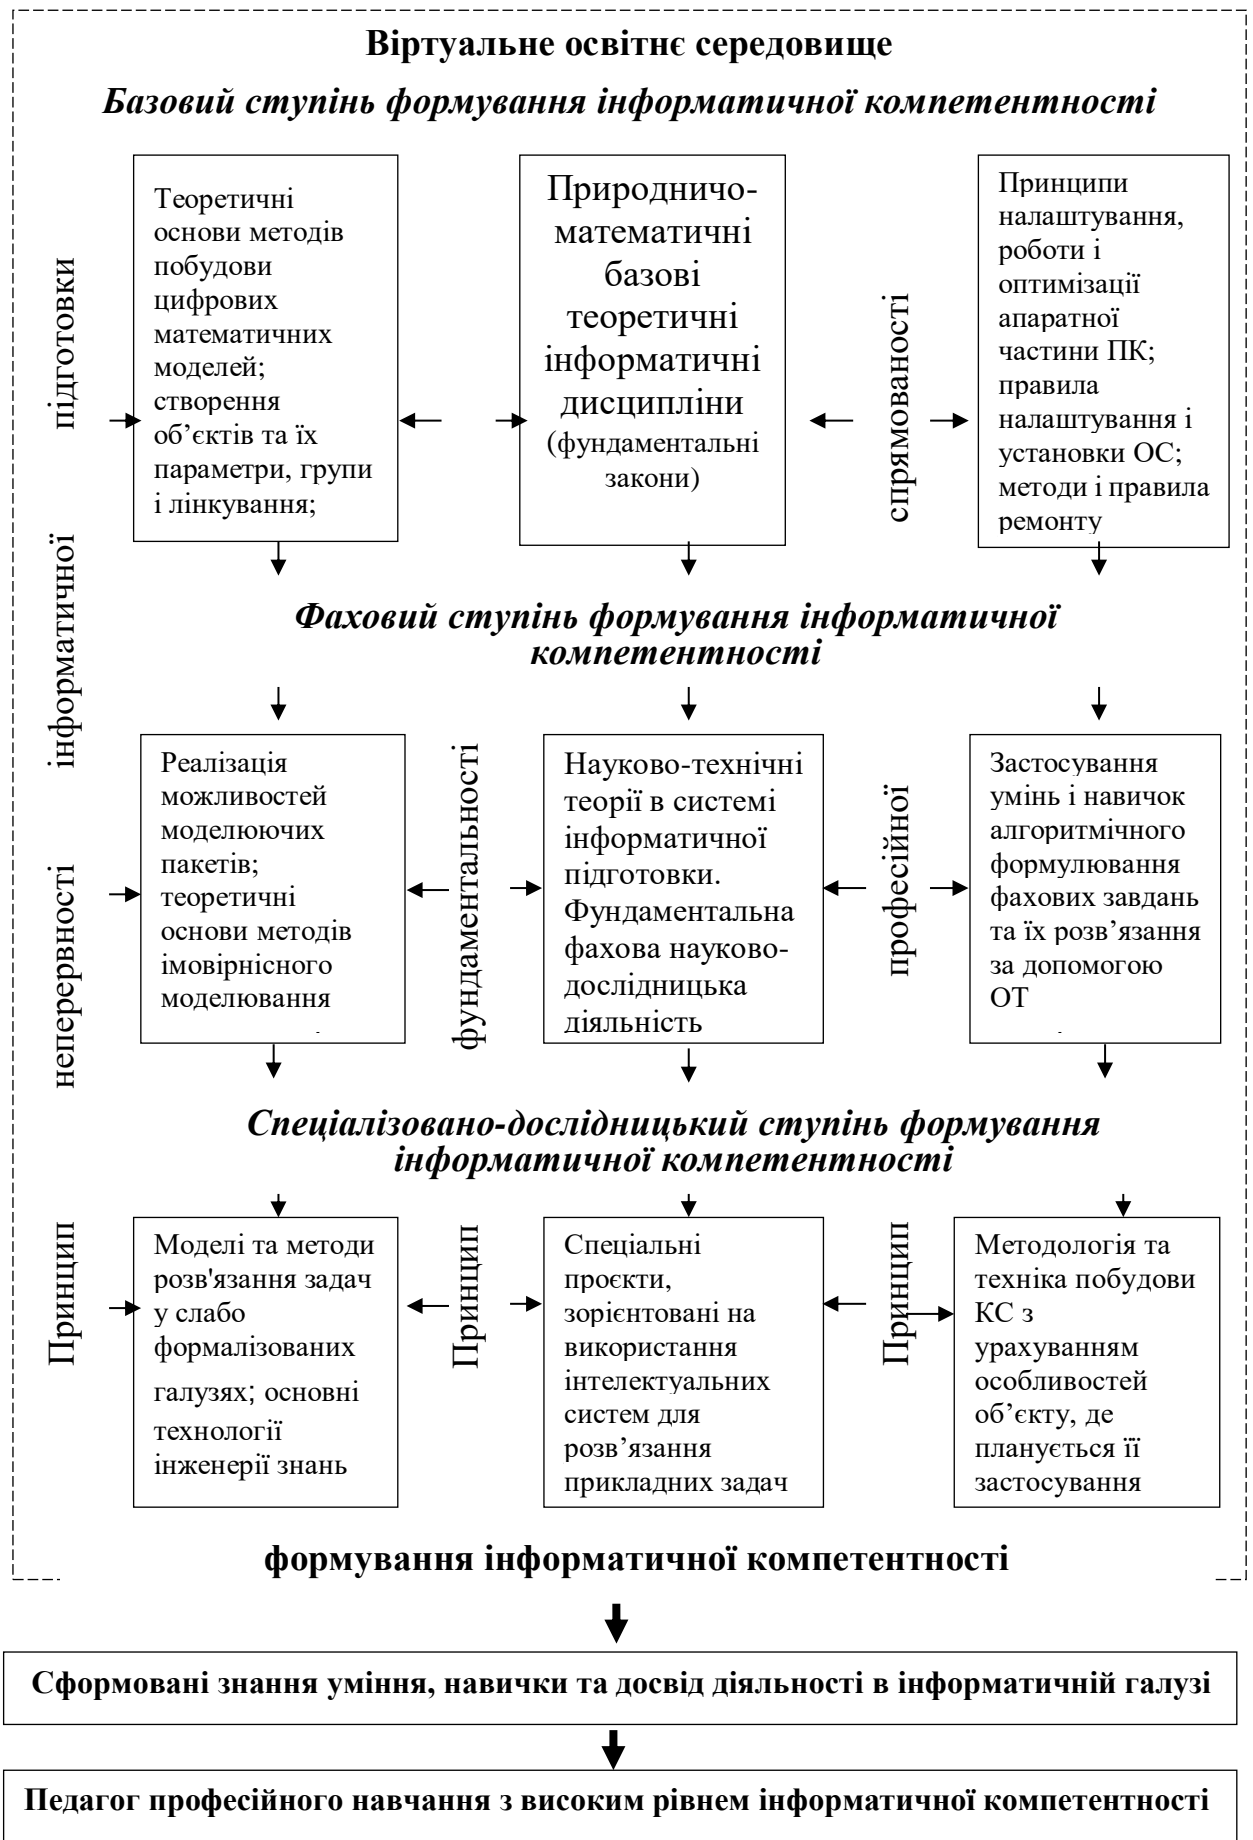 Віртуальне освітнє середовище
Базовий ступінь формування інформатичної компетентності
Теоретичні
основи методів
побудови
цифрових
математичних
моделей;
створення
об’єктів та їх
параметри, групи
і лінкування;
Природничо-
математичні
базові
теоретичні
інформатичні
дисципліни
(фундаментальні
закони)
Принципи
налаштування,
роботи і
оптимізації
апаратної
частини ПК;
правила
налаштування і
установки ОС;
методи і правила
ремонту
Фаховий ступінь формування інформатичної
компетентності
Реалізація
можливостей
моделюючих
пакетів;
теоретичні
основи методів
імовірнісного
моделювання
Науково-технічні
теорії в системі
інформатичної
підготовки.
Фундаментальна
фахова науково-
дослідницька
діяльність
Застосування
умінь і навичок
алгоритмічного
формулювання
фахових завдань
та їх розв’язання
за допомогою
ОТ
Спеціалізовано-дослідницький ступінь формування
інформатичної компетентності
Моделі та методи
розв'язання задач
у слабо
формалізованих
галузях; основні
технології
інженерії знань
Спеціальні
проєкти,
зорієнтовані на
використання
інтелектуальних
систем для
розв’язання
прикладних задач
Методологія та
техніка побудови
КС з
урахуванням
особливостей
об’єкту, де
планується її
застосування
Принцип неперервності інформатичної підготовки
Принцип фундаментальності
Принцип професійної спрямованості
формування інформатичної компетентності
Сформовані знання уміння, навички та досвід діяльності в інформатичній галузі
Педагог професійного навчання з високим рівнем інформатичної компетентності